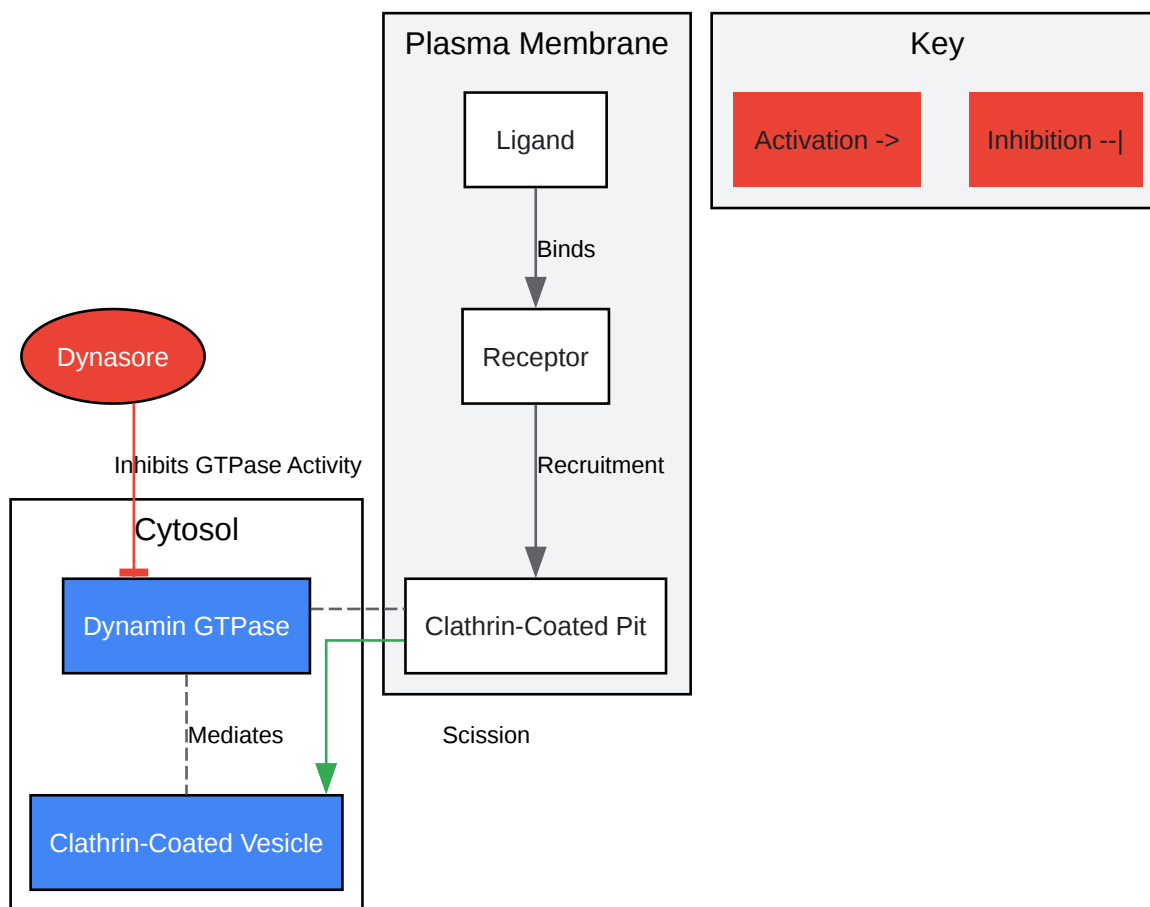 Plasma Membrane
Key
Ligand
Activation ->
Inhibition --|
Binds
Dynasore
Receptor
Inhibits GTPase Activity
Recruitment
Cytosol
Dynamin GTPase
Clathrin-Coated Pit
Mediates
Scission
Clathrin-Coated Vesicle